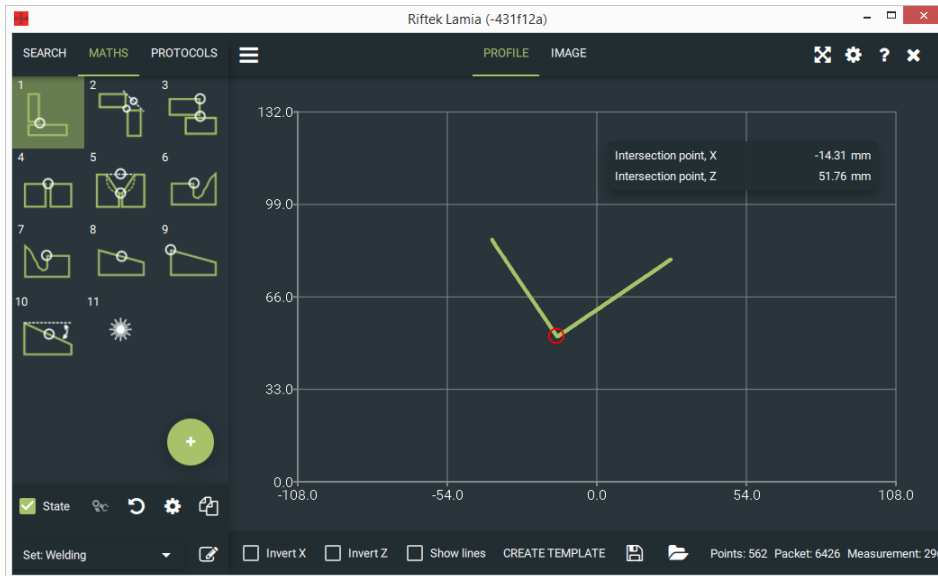 Riftek Lamia (-431f12a)
SEARCH MATHS PROTOCOLS PROFILE IMAGE ?
1 2 3
4 5 6
7 8 9
10 11
132.0
99.0
66.0
33.0
0.0
-108.0 -54.0 0.0 54.0 108.0
Intersection point, X -14.31 mm
Intersection point, Z 51.76 mm
+
State
Set: Welding
Invert X Invert Z Show lines CREATE TEMPLATE Points: 562 Packet: 6426 Measurement: